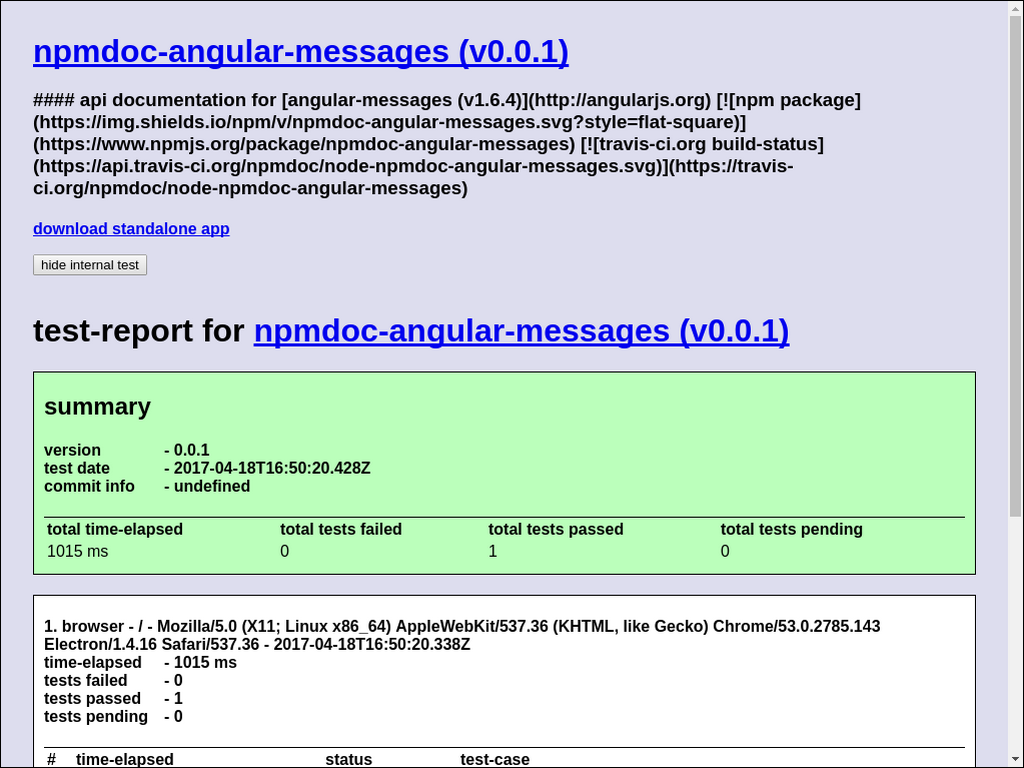 npmdoc-angular-messages (v0.0.1)
#### api documentation for [angular-messages (v1.6.4)](http://angularjs.org) [![npm package]
(https://img.shields.io/npm/v/npmdoc-angular-messages.svg?style=flat-square)]
(https://www.npmjs.org/package/npmdoc-angular-messages) [![travis-ci.org build-status]
(https://api.travis-ci.org/npmdoc/node-npmdoc-angular-messages.svg)](https://travis-
ci.org/npmdoc/node-npmdoc-angular-messages)
download standalone app
hide internal test
test-report for npmdoc-angular-messages (v0.0.1)
summary
version - 0.0.1
test date - 2017-04-18T16:50:20.428Z
commit info - undefined
total time-elapsed total tests failed total tests passed total tests pending
1015 ms 0 1 0
1. browser - / - Mozilla/5.0 (X11; Linux x86_64) AppleWebKit/537.36 (KHTML, like Gecko) Chrome/53.0.2785.143
Electron/1.4.16 Safari/537.36 - 2017-04-18T16:50:20.338Z
time-elapsed - 1015 ms
tests failed - 0
tests passed - 1
tests pending - 0
# time-elapsed status test-case